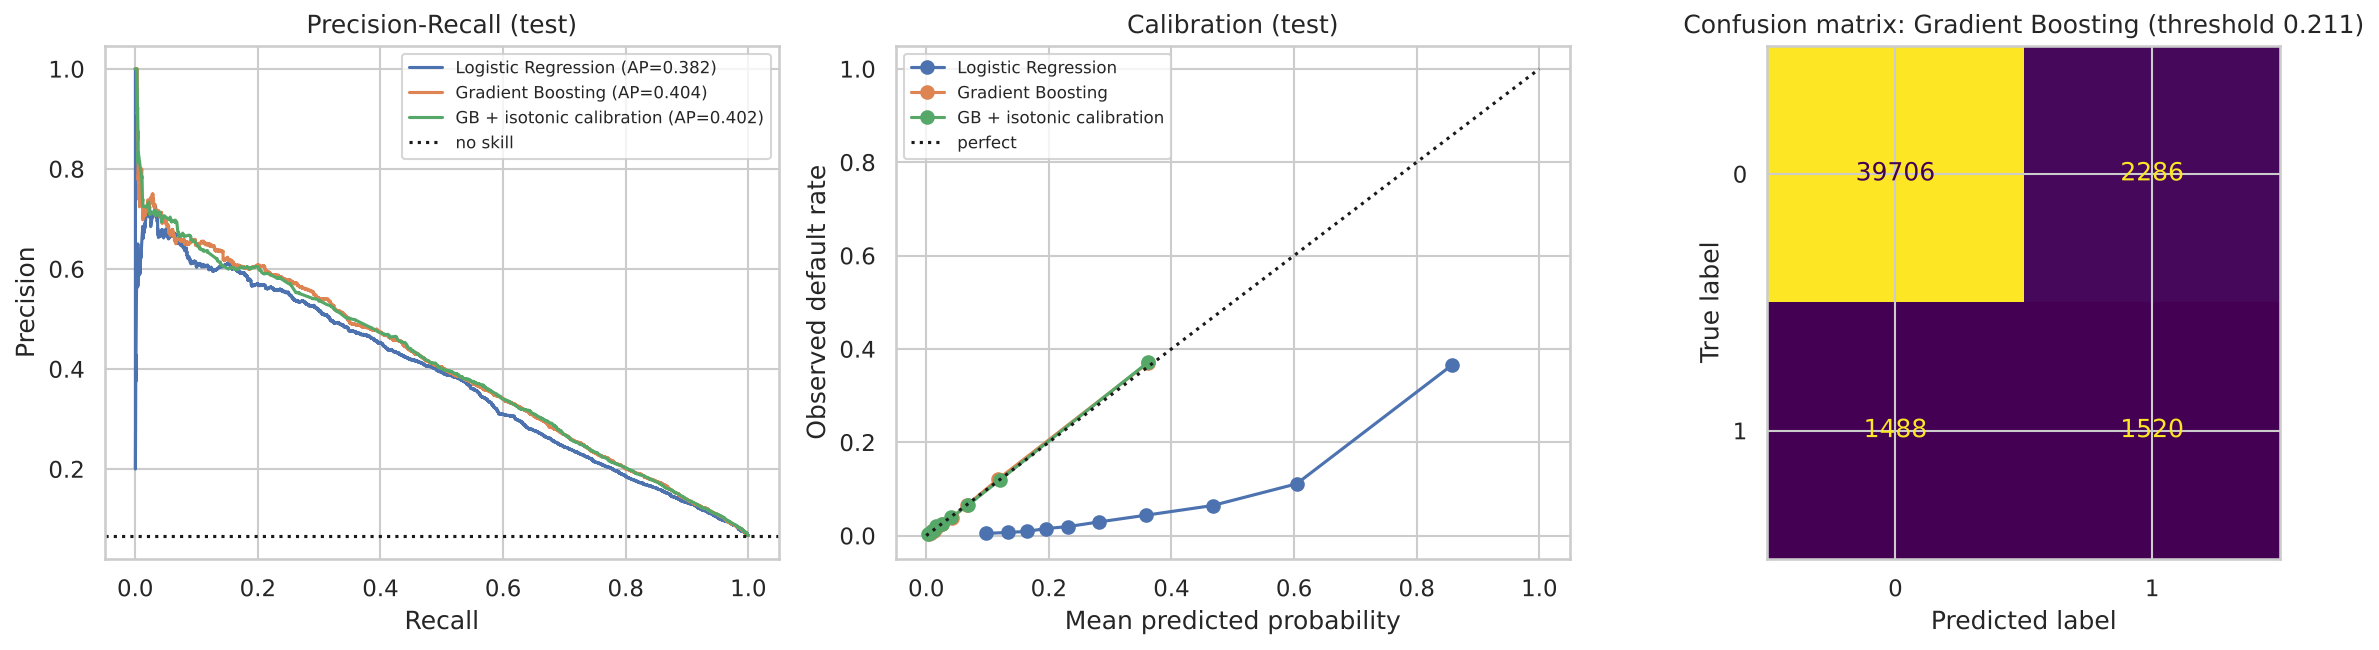 Precision-Recall (test)
Precision
1.0
0.8
0.6
0.4
0.2
Logistic Regression (AP=0.382)
Gradient Boosting (AP=0.404)
GB + isotonic calibration (AP=0.402)
no skill
0.0 0.2 0.4 0.6 0.8 1.0
Recall
Calibration (test)
Observed default rate
1.0
0.8
0.6
0.4
0.2
0.0
Logistic Regression
Gradient Boosting
GB + isotonic calibration
perfect
0.0 0.2 0.4 0.6 0.8 1.0
Mean predicted probability
Confusion matrix: Gradient Boosting (threshold 0.211)
True label
0 39706 2286
1 1488 1520
0 1
Predicted label